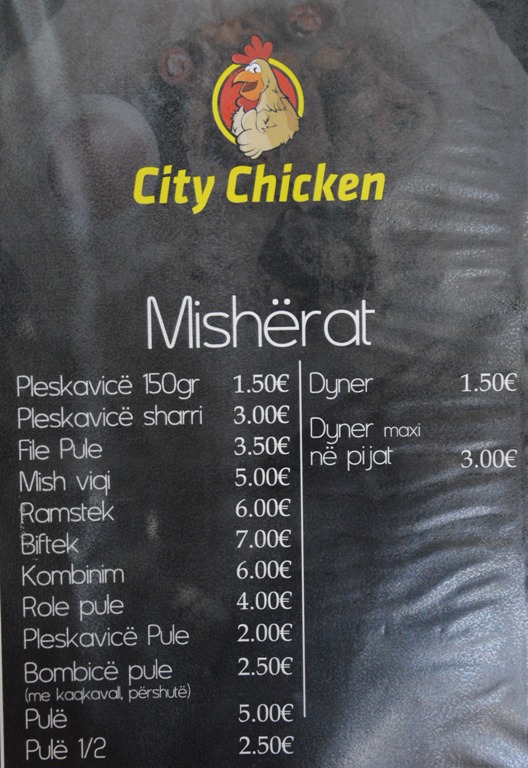 City Chicken
Mishërat
Pleskavicë 150gr 1.50€
Pleskavicë sharri 3.00€
File Pule 3.50€
Mish viqi 5.00€
Ramstek 6.00€
Biftek 7.00€
Kombinim 6.00€
Role pule 4.00€
Pleskavicë Pule 2.00€
Bombicë pule 2.50€
(me kaqkavall, përshutë)
Pulë 5.00€
Pulë 1/2 2.50€
Dyner 1.50€
Dyner maxi
në pijat 3.00€